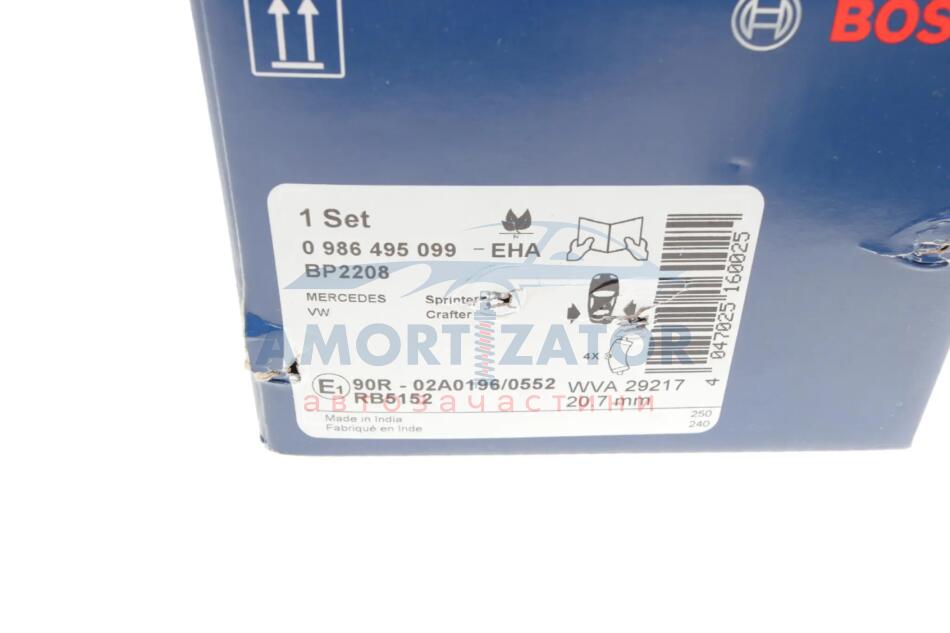 BOS
1 Set
0 986 495 099 - EHA
BP2208
MERCEDES Sprinter
VW Crafter
4X
4 047025 160025
AMORTIZATOR
автозачастини
E1 90R - 02A0196/0552 WVA 29217
RB5152 20,7 mm
Made in India 250
Fabriqué en Inde 240